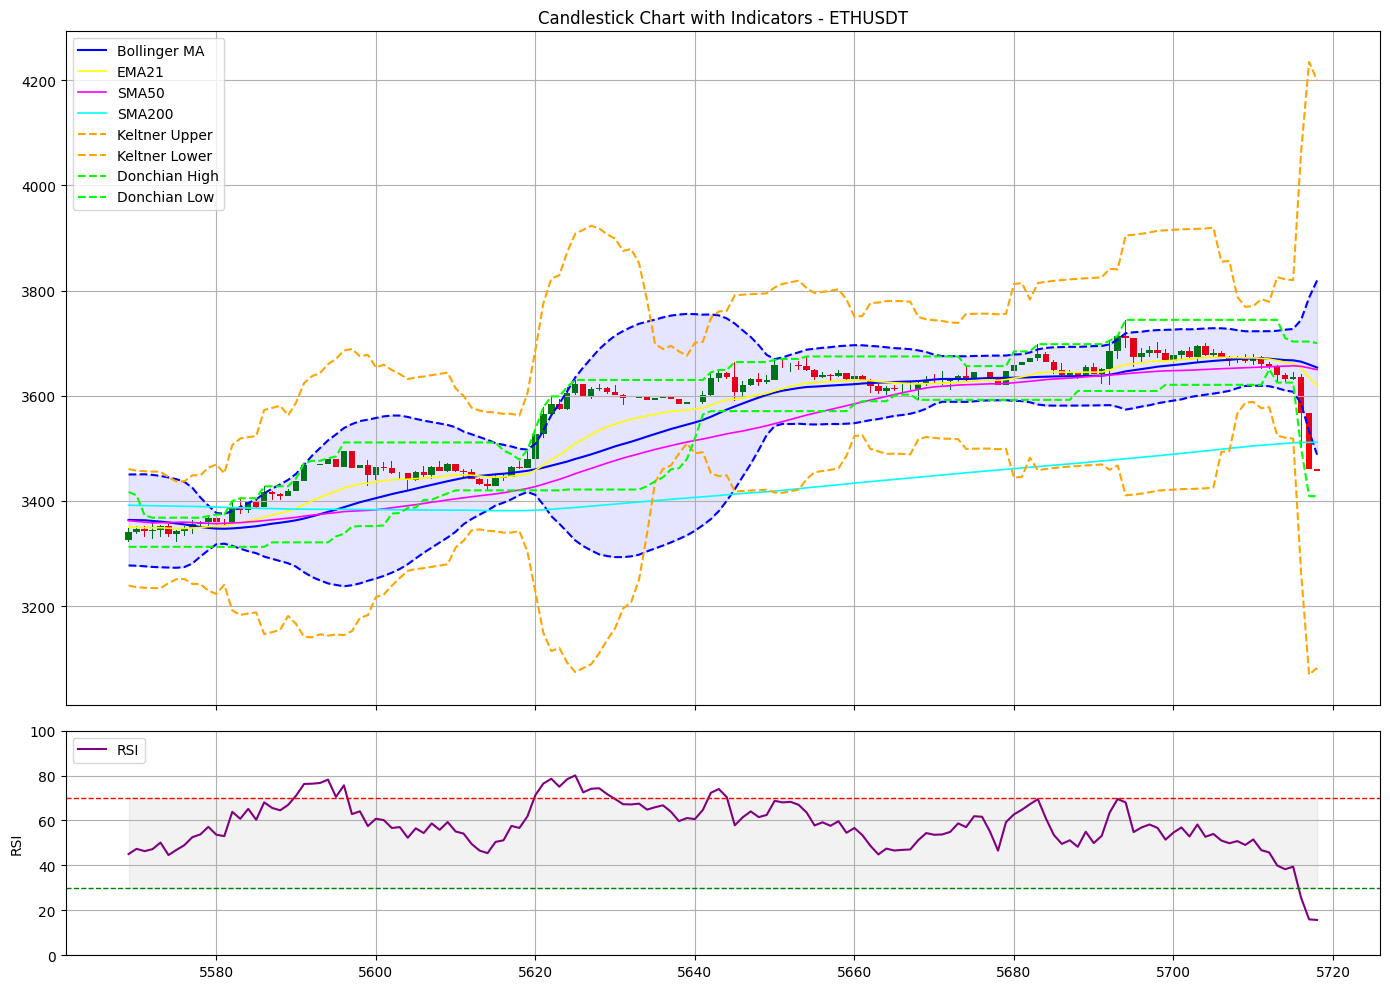 Candlestick Chart with Indicators - ETHUSDT
Bollinger MA
EMA21
SMA50
SMA200
Keltner Upper
Keltner Lower
Donchian High
Donchian Low
4200
4000
3800
3600
3400
3200
RSI
100
80
60
40
20
0
RSI
5580
5600
5620
5640
5660
5680
5700
5720